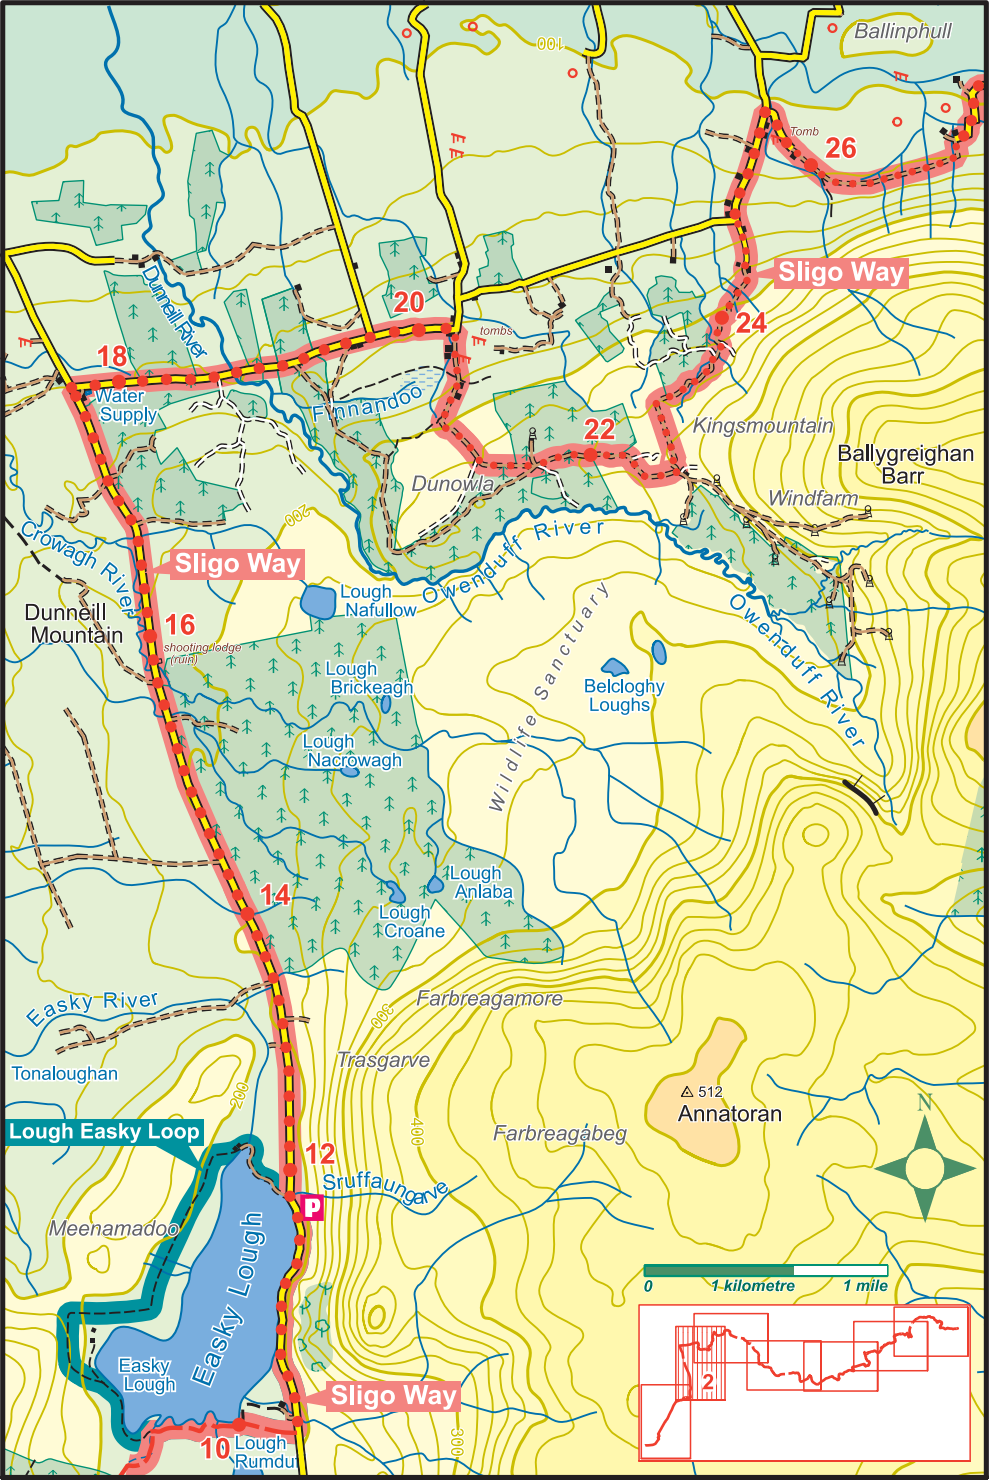 Ballinphull
100
E
E
E
Tomb
26
Sligo Way
Dunneill River
20
24
tombs
E
E
E
18
Water
Supply
Finnandoo
22
Kingsmountain
Ballygreighan
Barr
Dunowla
Windfarm
200
Crowagh River
Owenduff River
Sligo Way
Lough
Nafullow
Dunneill
Mountain
16
shooting lodge
(ruin)
Owenduff River
Wildlife Sanctuary
Lough
Brickeagh
Belcloghy
Loughs
Lough
Nacrowagh
14
Lough
Anlaba
Lough
Croane
Easky River
Farbreagamore
300
Trasgarve
Tonaloughan
200
512
Annatoran
N
Lough Easky Loop
400
Farbreagabeg
12
Sruffaungarve
P
Meenamadoo
Easky Lough
0
1 kilometre
1 mile
Easky
Lough
2
Sligo Way
10
Lough
Rumduff
300